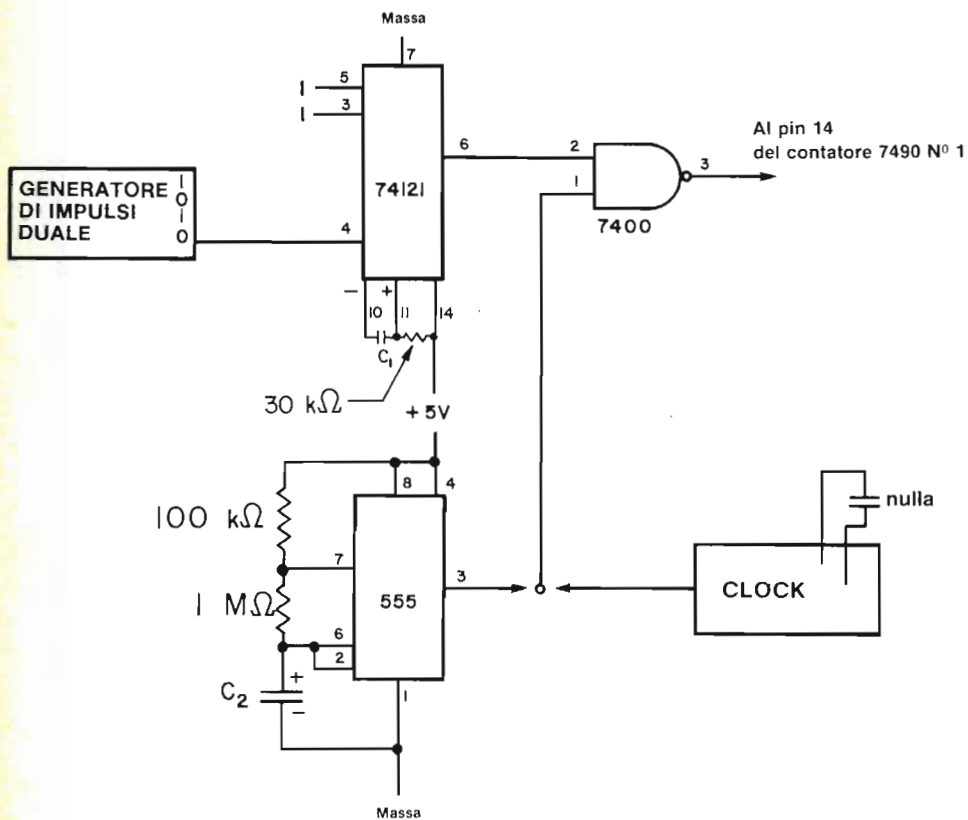 Massa
7
5
1
3
1
6
2
Al pin 14
del contatore 7490 Nº 1
3
1
74121
7400
GENERATORE
DI IMPULSI
DUALE
1
0
1
0
4
- +
10 11 14
C1
30 kΩ
+ 5V
8 4
100 kΩ
nulla
7
3
CLOCK
555
1 MΩ
6
2
+
C2
-
1
Massa